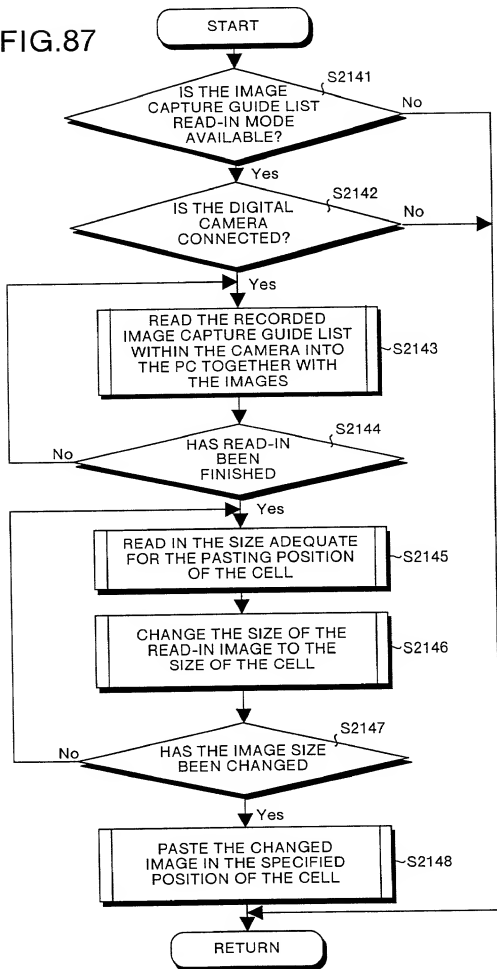 FIG.87
START
S2141
IS THE IMAGE
CAPTURE GUIDE LIST
READ-IN MODE
AVAILABLE?
No
Yes
S2142
IS THE DIGITAL
CAMERA
CONNECTED?
No
Yes
READ THE RECORDED
IMAGE CAPTURE GUIDE LIST
WITHIN THE CAMERA INTO
THE PC TOGETHER WITH
THE IMAGES
S2143
S2144
HAS READ-IN
BEEN
FINISHED
No
Yes
READ IN THE SIZE ADEQUATE
FOR THE PASTING POSITION
OF THE CELL
S2145
CHANGE THE SIZE OF THE
READ-IN IMAGE TO THE
SIZE OF THE CELL
S2146
S2147
HAS THE IMAGE SIZE
BEEN CHANGED
No
Yes
PASTE THE CHANGED
IMAGE IN THE SPECIFIED
POSITION OF THE CELL
S2148
RETURN